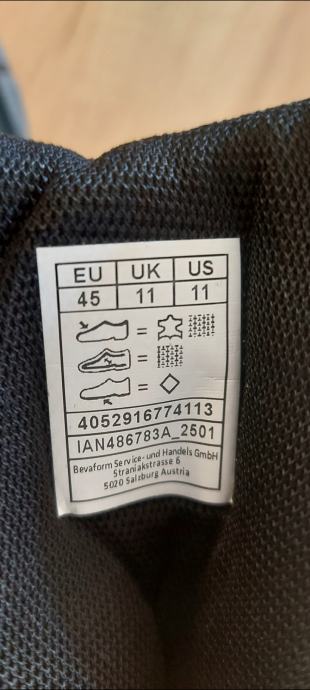 EU UK US
45 11 11
4052916774113
IAN486783A_2501
Bevaform Service- und Handels GmbH
Straniakstrasse 6
5020 Salzburg Austria